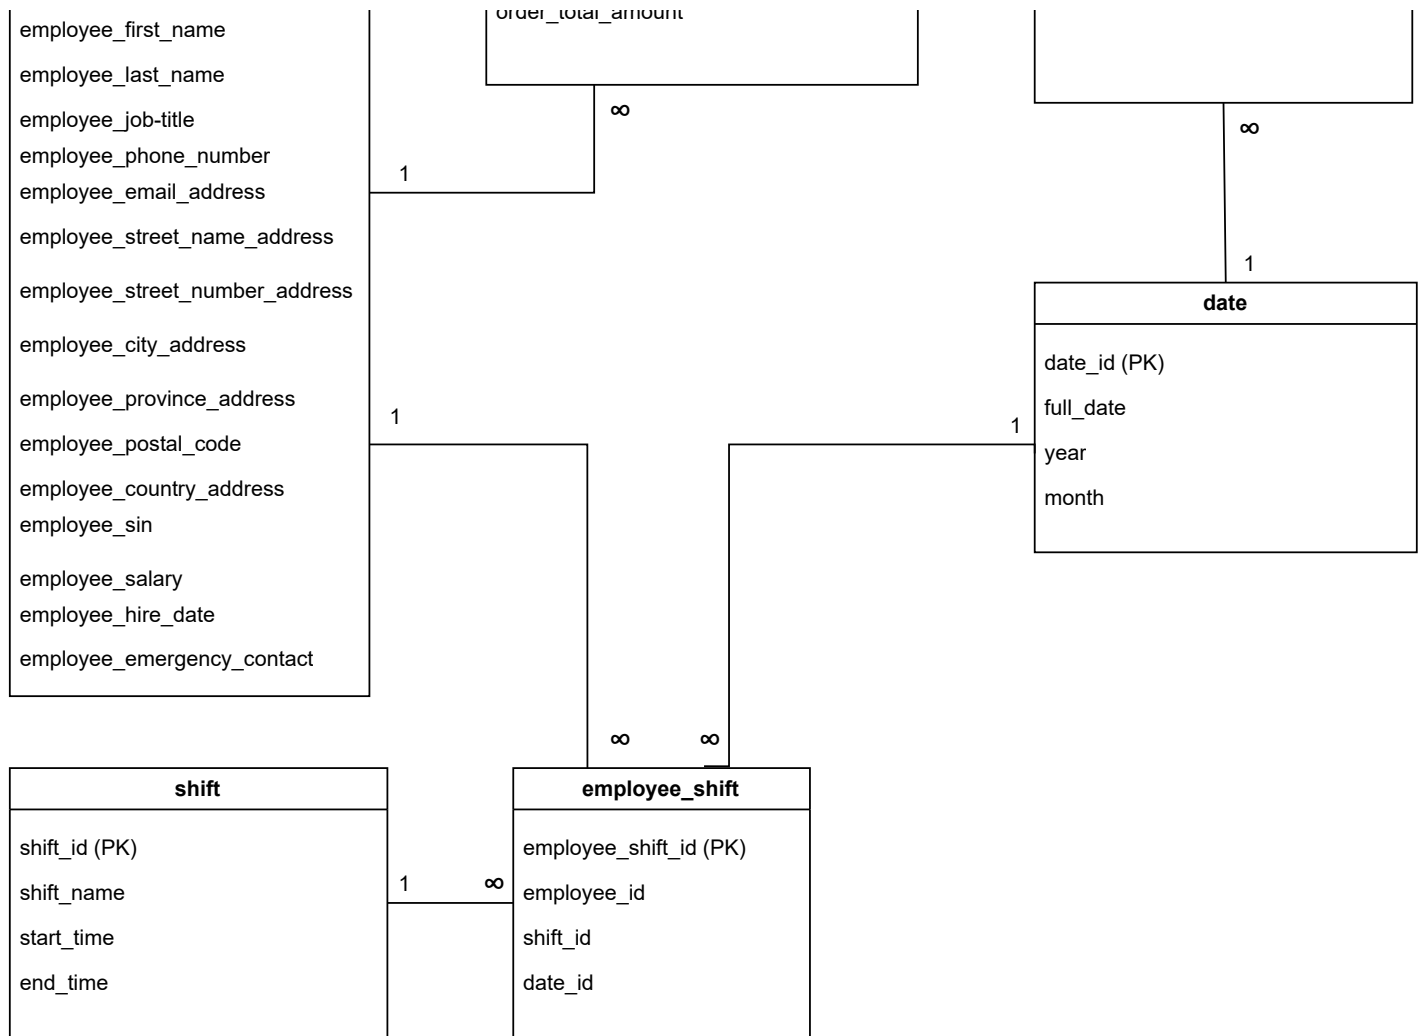 order_total_amount
employee_first_name
employee_last_name
employee_job-title
employee_phone_number
employee_email_address
employee_street_name_address
employee_street_number_address
employee_city_address
employee_province_address
employee_postal_code
employee_country_address
employee_sin
employee_salary
employee_hire_date
employee_emergency_contact
∞
1
∞
1
date
date_id (PK)
full_date
year
month
1
1
∞
∞
shift
shift_id (PK)
shift_name
start_time
end_time
1
∞
employee_shift
employee_shift_id (PK)
employee_id
shift_id
date_id